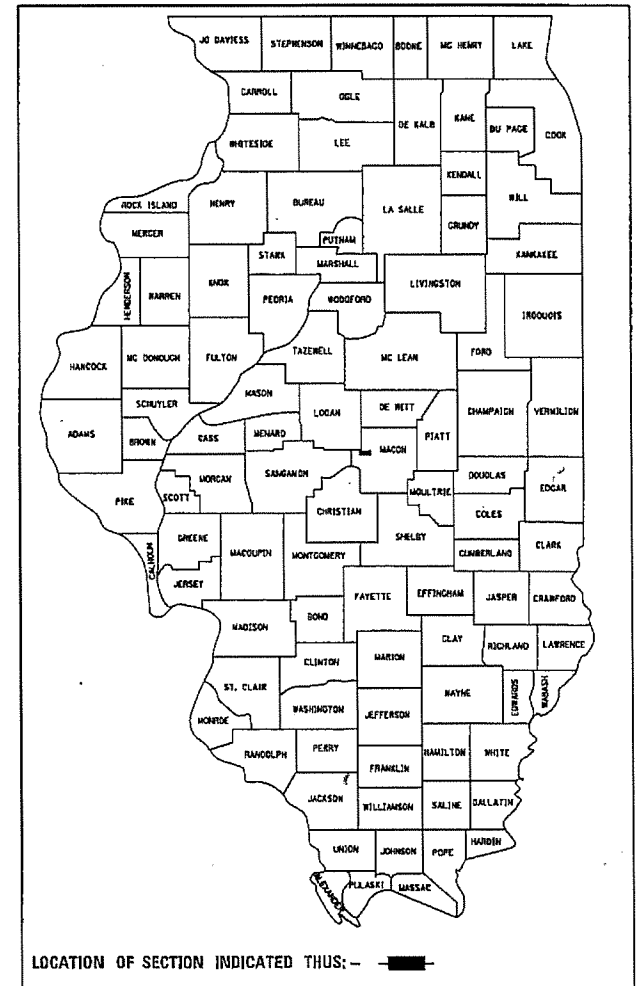 JO DAVIESS STEPHENSON WINNEBAGO BOONE MC HENRY LAKE
CARROLL OGLE
DE KALB KANE DU PAGE COOK
WHITESIDE LEE
KENDALL WILL
ROCK ISLAND HENRY BUREAU LA SALLE
GRUNDY
MERCER PUTNAM
STARK MARSHALL KANKAKEE
HENDERSON WARREN KNOX PEORIA WOODFORD LIVINGSTON
IROQUOIS
TAZEWELL MC LEAN FORD
HANCOCK MC DONOUGH FULTON
MASON
SCHUYLER LOGAN DE WITT CHAMPAIGN VERMILION
ADAMS BROWN CASS MENARD PIATT
MACON
MORGAN SANGAMON DOUGLAS EDGAR
PIKE SCOTT MOULTRIE
CHRISTIAN COLES
GREENE MACOUPIN MONTGOMERY SHELBY CUMBERLAND CLARK
CALHOUN JERSEY
FAYETTE EFFINGHAM JASPER CRAWFORD
MADISON BOND
CLAY RICHLAND LAWRENCE
CLINTON MARION
ST. CLAIR WAYNE EDWARDS WABASH
MONROE WASHINGTON JEFFERSON
RANDOLPH PERRY HAMILTON WHITE
FRANKLIN
JACKSON WILLIAMSON SALINE GALLATIN
UNION JOHNSON POPE HARDIN
ALEXANDER PULASKI MASSAC
LOCATION OF SECTION INDICATED THUS:-